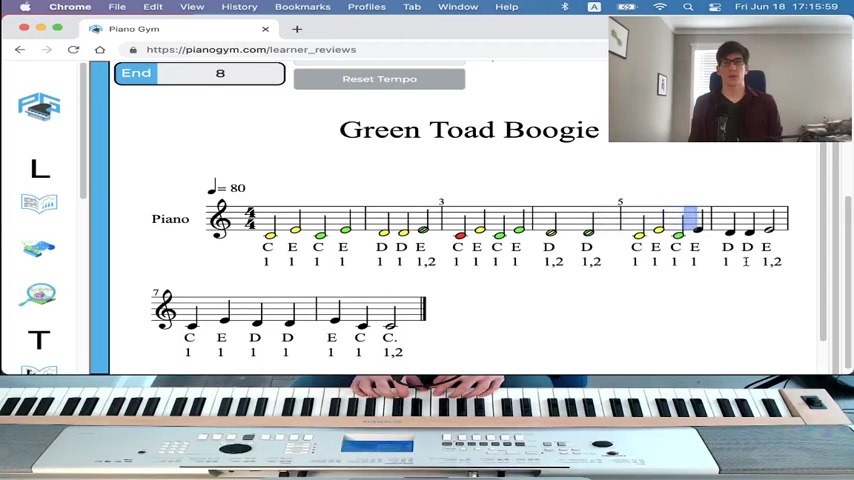 Chrome File Edit View History Bookmarks Profiles Tab Window Help A Fri Jun 18 17:15:59
Piano Gym
https://pianogym.com/learner_reviews
End 8
Reset Tempo
PG
L
T
Green Toad Boogie
= 80
Piano
4 3 5
4
C E C E D D E C E C E D D C E C E D D E
1 1 1 1 1 1 1,2 1 1 1 1 1,2 1,2 1 1 1 1 1 1 1,2
7
C E D D E C C.
1 1 1 1 1 1 1,2